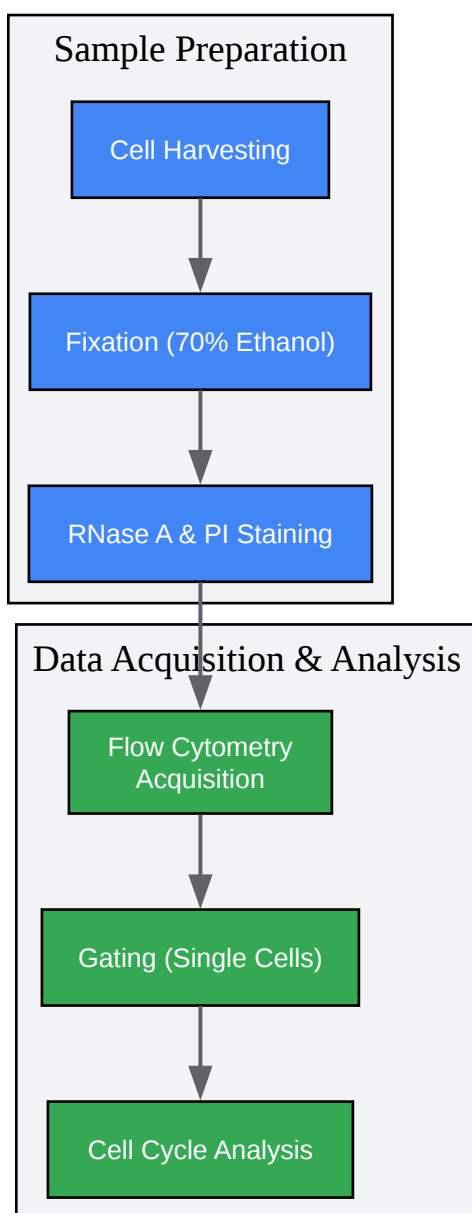 Sample Preparation
Cell Harvesting
Fixation (70% Ethanol)
RNase A & PI Staining
Data Acquisition & Analysis
Flow Cytometry
Acquisition
Gating (Single Cells)
Cell Cycle Analysis